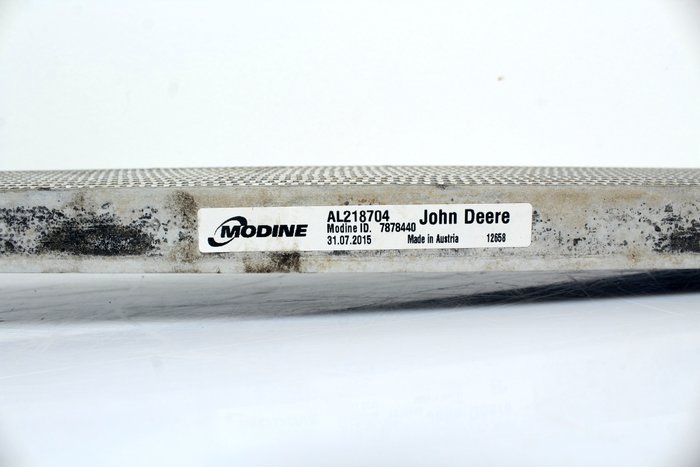 MODINE
AL218704 John Deere
Modine ID. 7878440
31.07.2015 Made in Austria 12658